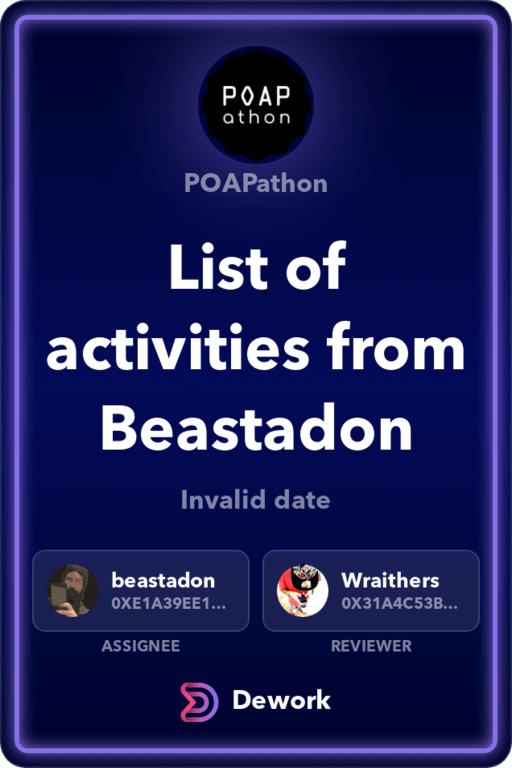 POAP
athon
POAPathon
List of
activities from
Beastadon
Invalid date
beastadon
0XE1A39EE1...
Wraithers
0X31A4C53B...
ASSIGNEE
REVIEWER
Dework